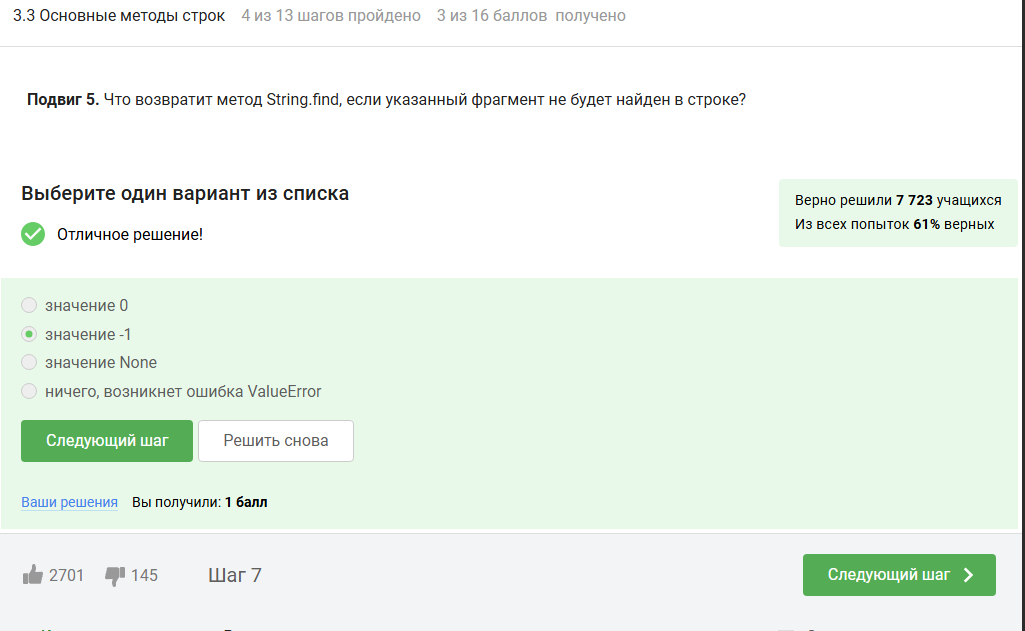 3.3 Основные методы строк 4 из 13 шагов пройдено 3 из 16 баллов получено
Подвиг 5. Что возвратит метод String.find, если указанный фрагмент не будет найден в строке?
Выберите один вариант из списка
Верно решили 7 723 учащихся
Из всех попыток 61% верных
Отличное решение!
значение 0
значение -1
значение None
ничего, возникнет ошибка ValueError
Следующий шаг Решить снова
Ваши решения Вы получили: 1 балл
2701 145 Шаг 7 Следующий шаг